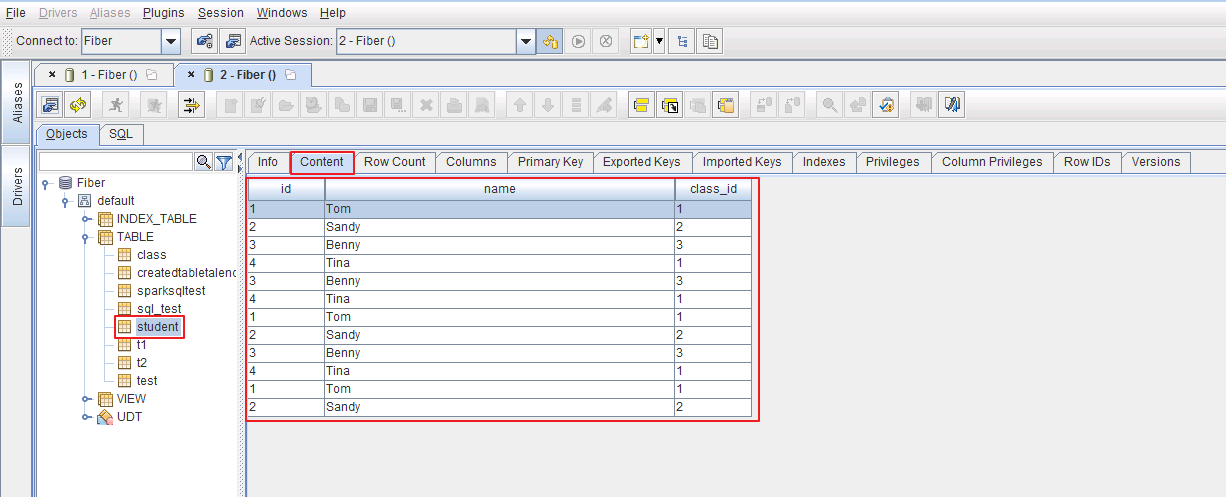 File Drivers Aliases Plugins Session Windows Help
Connect to: Fiber Active Session: 2 - Fiber ()
Aliases
Drivers
1 - Fiber () 2 - Fiber ()
Objects SQL
Fiber
default
INDEX_TABLE
TABLE
class
createdtabletalend
sparksqltest
sql_test
student
t1
t2
test
VIEW
UDT
Info Content Row Count Columns Primary Key Exported Keys Imported Keys Indexes Privileges Column Privileges Row IDs Versions
id name class_id
1 Tom 1
2 Sandy 2
3 Benny 3
4 Tina 1
3 Benny 3
4 Tina 1
1 Tom 1
2 Sandy 2
3 Benny 3
4 Tina 1
1 Tom 1
2 Sandy 2